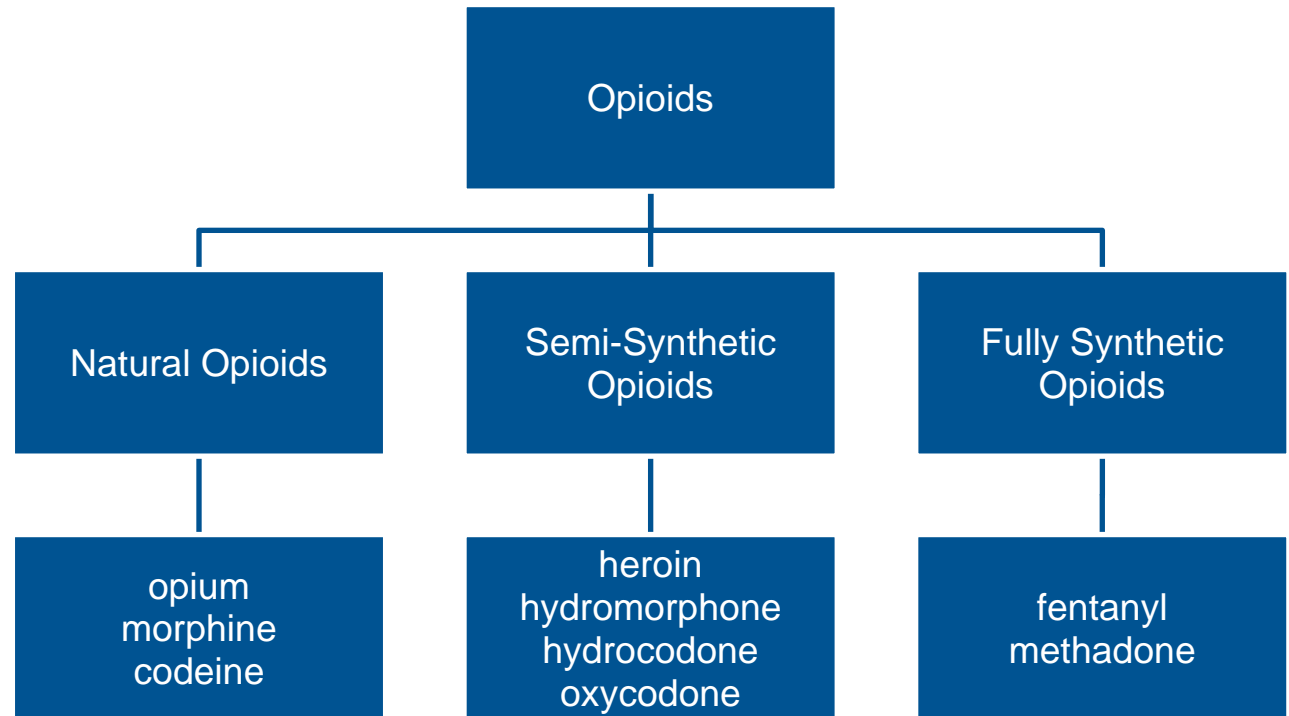 Opioids
Natural Opioids
Semi-Synthetic
Opioids
Fully Synthetic
Opioids
opium
morphine
codeine
heroin
hydromorphone
hydrocodone
oxycodone
fentanyl
methadone